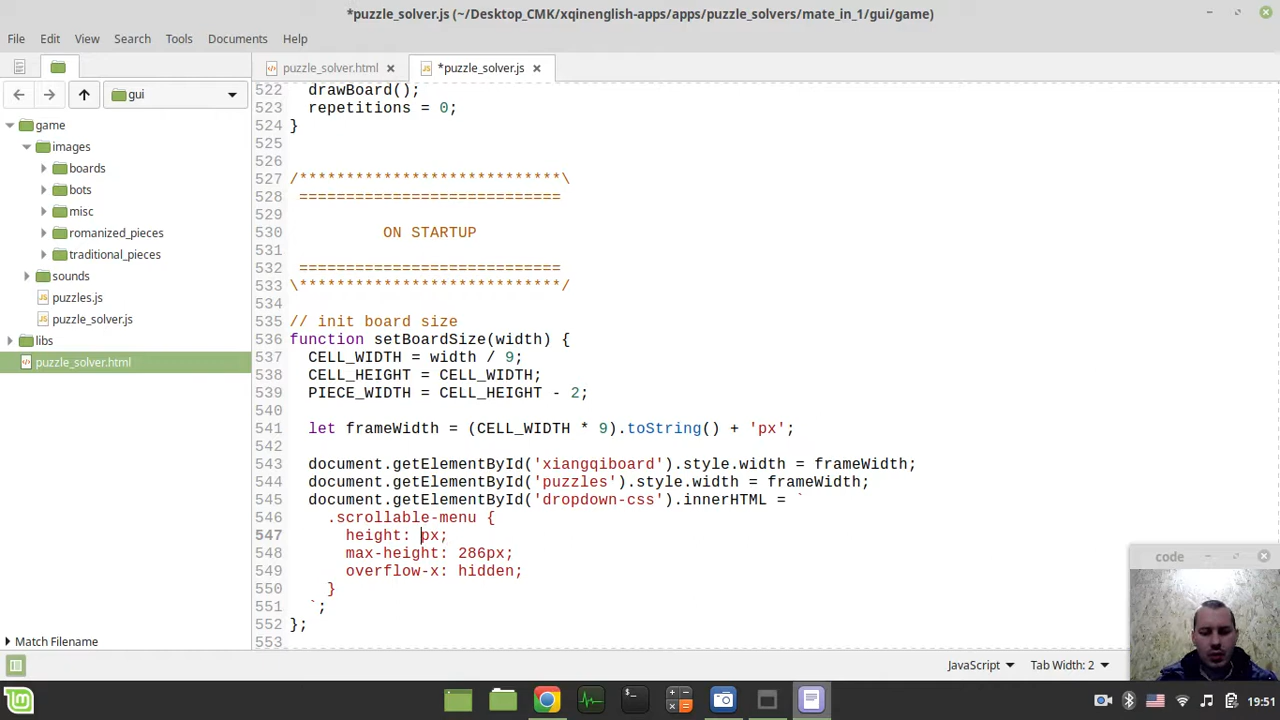 *puzzle_solver.js (~/Desktop_CMK/xqinenglish-apps/apps/puzzle_solvers/mate_in_1/gui/game)
File Edit View Search Tools Documents Help
puzzle_solver.html
*puzzle_solver.js
gui
game
images
boards
bots
misc
romanized_pieces
traditional_pieces
sounds
puzzles.js
puzzle_solver.js
libs
puzzle_solver.html
Match Filename
522   drawBoard();
523   repetitions = 0;
524 }
525
526
527 /****************************\
528  ============================
529
530           ON STARTUP
531
532  ============================
533 \****************************/
534
535 // init board size
536 function setBoardSize(width) {
537   CELL_WIDTH = width / 9;
538   CELL_HEIGHT = CELL_WIDTH;
539   PIECE_WIDTH = CELL_HEIGHT - 2;
540
541   let frameWidth = (CELL_WIDTH * 9).toString() + 'px';
542
543   document.getElementById('xiangqiboard').style.width = frameWidth;
544   document.getElementById('puzzles').style.width = frameWidth;
545   document.getElementById('dropdown-css').innerHTML = `
546     .scrollable-menu {
547       height: px;
548       max-height: 286px;
549       overflow-x: hidden;
550     }
551   `;
552 };
553
code
JavaScript
Tab Width: 2
19:51